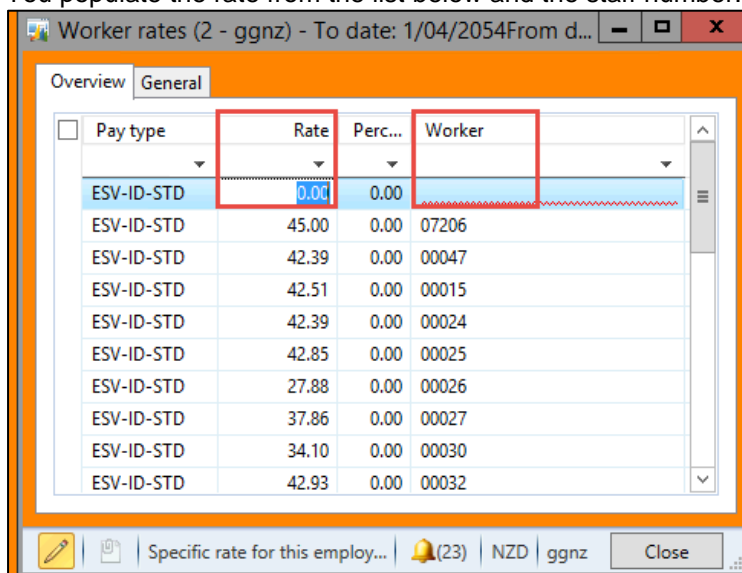 You populate the rate from the list below and the staff number.
Worker rates (2 - ggnz) - To date: 1/04/2054From d...
Overview General
Pay type Rate Perc... Worker
ESV-ID-STD 0.00 0.00
ESV-ID-STD 45.00 0.00 07206
ESV-ID-STD 42.39 0.00 00047
ESV-ID-STD 42.51 0.00 00015
ESV-ID-STD 42.39 0.00 00024
ESV-ID-STD 42.85 0.00 00025
ESV-ID-STD 27.88 0.00 00026
ESV-ID-STD 37.86 0.00 00027
ESV-ID-STD 34.10 0.00 00030
ESV-ID-STD 42.93 0.00 00032
Specific rate for this employ... (23) NZD ggnz Close